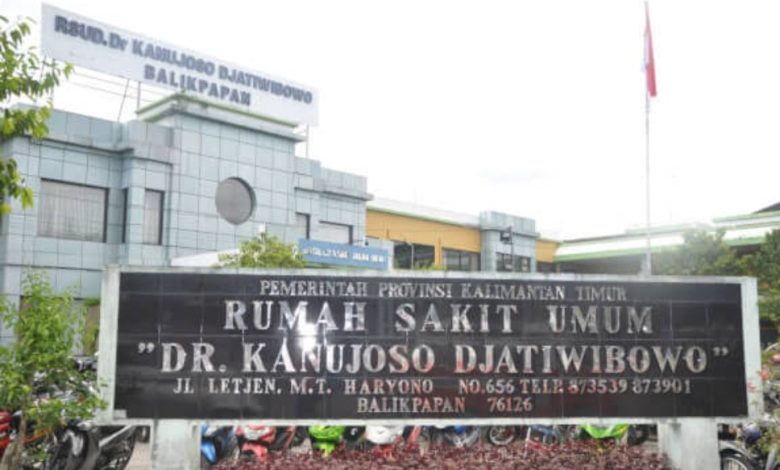 RSUD.Dr KANUJOSO DJATIWIBOWO
BALIKPAPAN
PEMERINTAH PROVINSI KALIMANTAN TIMUR
RUMAH SAKIT UMUM
"DR. KANUJOSO DJATIWIBOWO"
JL LETJEN. M.T. HARYONO NO.656 TELP. 873539 873901
BALIKPAPAN 76126